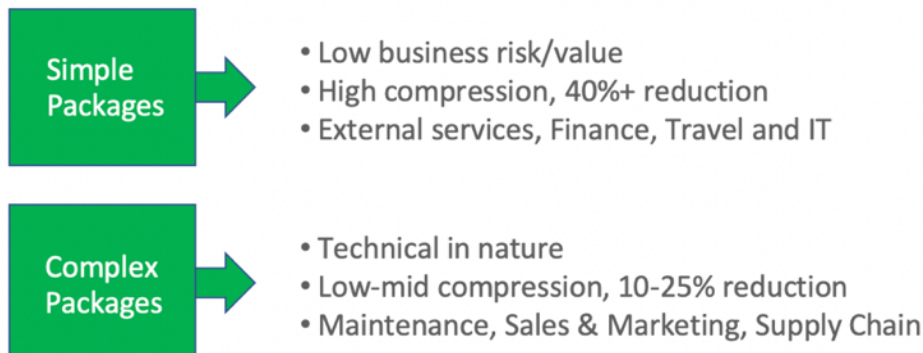 Simple
Packages
• Low business risk/value
• High compression, 40%+ reduction
• External services, Finance, Travel and IT
Complex
Packages
• Technical in nature
• Low-mid compression, 10-25% reduction
• Maintenance, Sales & Marketing, Supply Chain